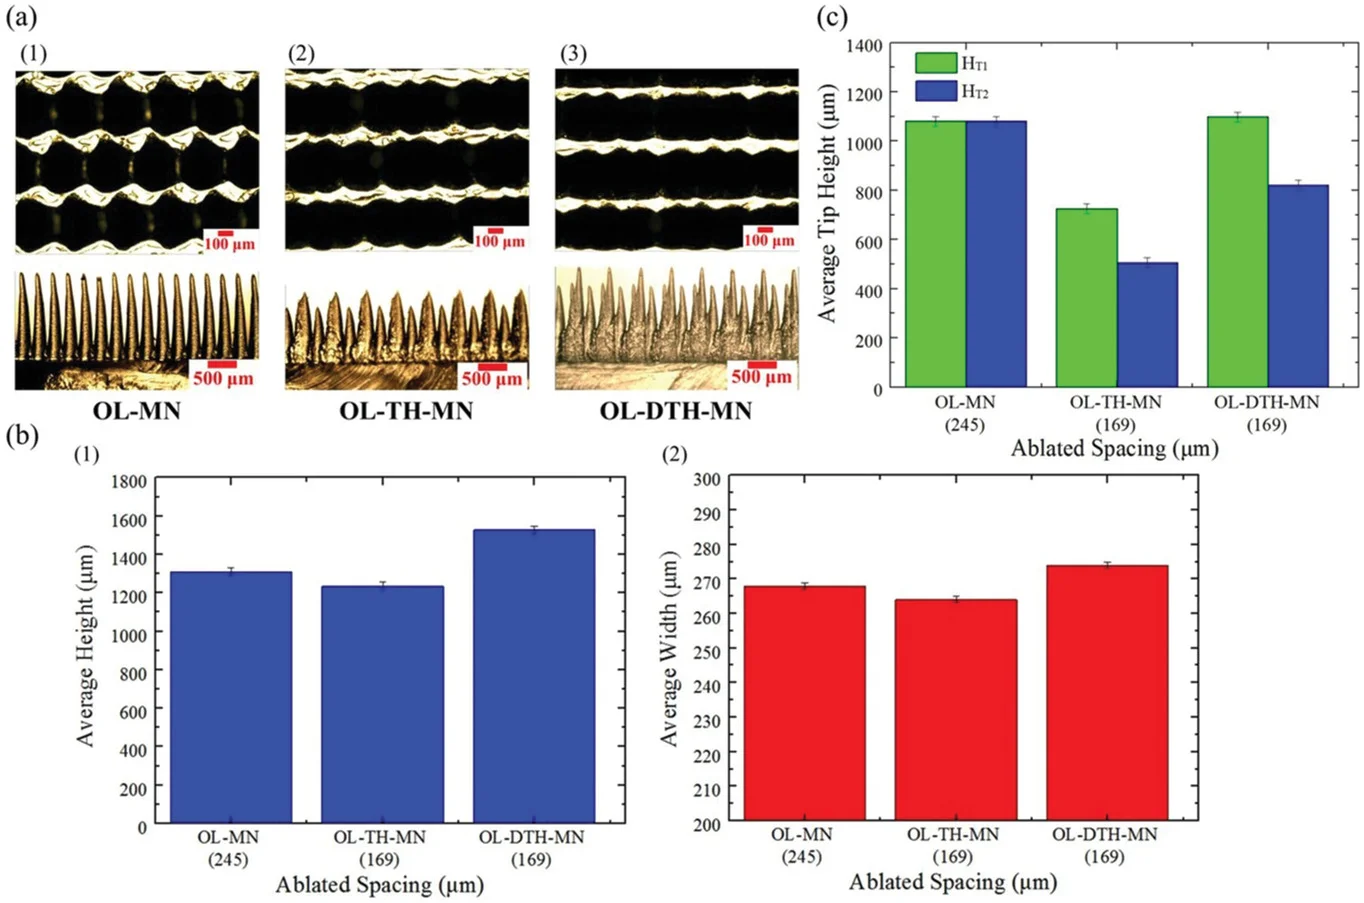 (a)
(1)
(2)
(3)
100 μm
100 μm
100 μm
500 μm
500 μm
500 μm
OL-MN
OL-TH-MN
OL-DTH-MN
(c)
1400
1200
1000
800
600
400
200
0
Average Tip Height (μm)
HT1
HT2
OL-MN
(245)
OL-TH-MN
(169)
OL-DTH-MN
(169)
Ablated Spacing (μm)
(b)
(1)
1800
1600
1400
1200
1000
800
600
400
200
0
Average Height (μm)
OL-MN
(245)
OL-TH-MN
(169)
OL-DTH-MN
(169)
Ablated Spacing (μm)
(2)
300
290
280
270
260
250
240
230
220
210
200
Average Width (μm)
OL-MN
(245)
OL-TH-MN
(169)
OL-DTH-MN
(169)
Ablated Spacing (μm)